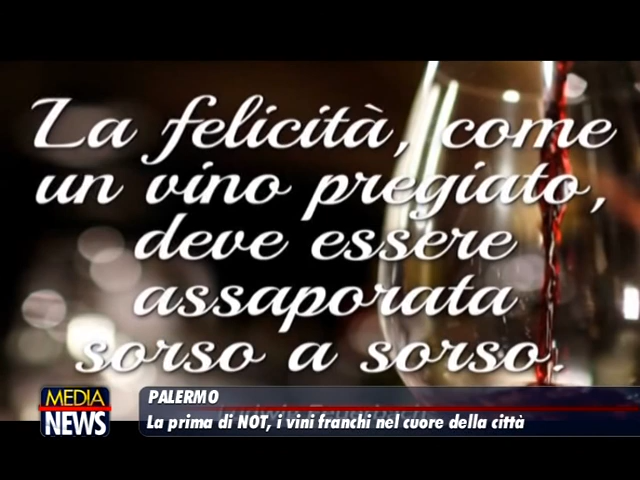 La felicità, come
un vino pregiato,
deve essere
assaporata
sorso a sorso.
MEDIA
NEWS
PALERMO
La prima di NOT, i vini franchi nel cuore della città